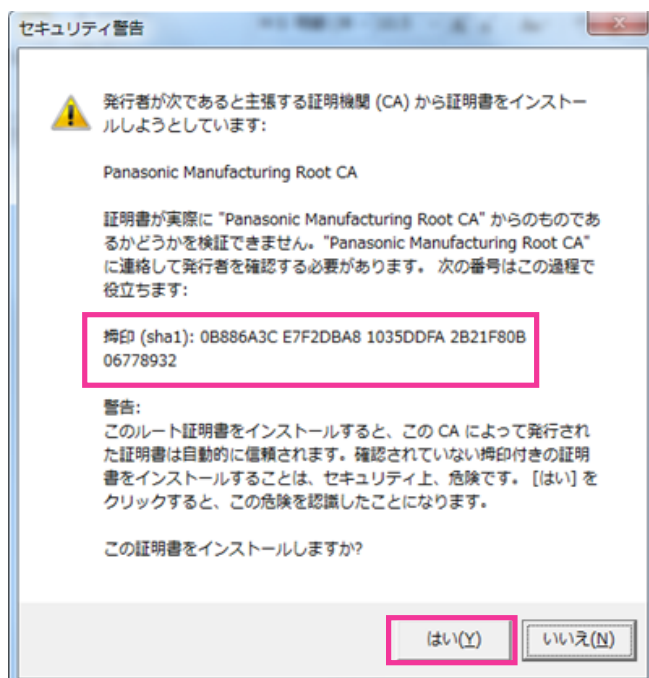 セキュリティ警告
発行者が次であると主張する証明機関 (CA) から証明書をインストー
ルしようとしています:
Panasonic Manufacturing Root CA
証明書が実際に "Panasonic Manufacturing Root CA" からのものであ
るかどうかを検証できません。"Panasonic Manufacturing Root CA"
に連絡して発行者を確認する必要があります。 次の番号はこの過程で
役立ちます:
拇印 (sha1): 0B886A3C E7F2DBA8 1035DDFA 2B21F80B
06778932
警告:
このルート証明書をインストールすると、この CA によって発行され
た証明書は自動的に信頼されます。確認されていない拇印付きの証明
書をインストールすることは、セキュリティ上、危険です。 [はい] を
クリックすると、この危険を認識したことになります。
この証明書をインストールしますか?
はい(Y)
いいえ(N)